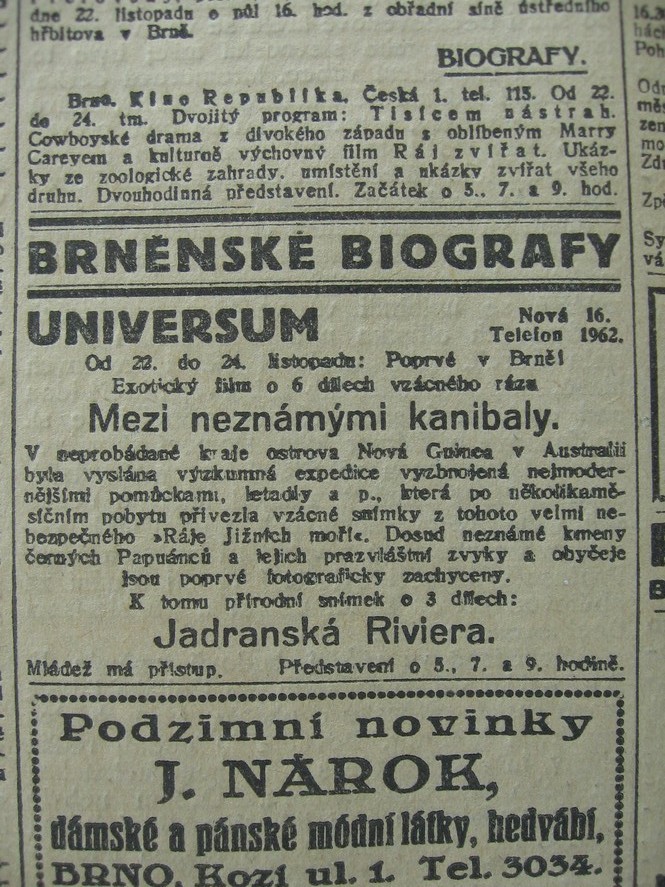 dne 22. listopadu o půl 16. hod. z obřadní síně ústředního
hřbitova v Brně.
BIOGRAFY.
Brno. Kino Republika, Česká 1. tel. 115. Od 22.
do 24. tm. Dvojitý program: Tisícem nástrah.
Cowboyské drama z divokého západu s oblíbeným Marry
Careyem a kulturně výchovný film Ráj zvířat. Ukáz-
ky ze zoologické zahrady, umístění a ukázky zvířat všeho
druhu. Dvouhodinná představení. Začátek o 5., 7. a 9. hod.
BRNĚNSKÉ BIOGRAFY
UNIVERSUM
Nová 16.
Telefon 1962.
Od 22. do 24. listopadu: Poprvé v Brně!
Exotický film o 6 dílech vzácného rázu
Mezi neznámými kanibaly.
V neprobádané kraje ostrova Nová Guinea v Australii
byla vyslána výzkumná expedice vyzbrojená nejmoder-
nějšími pomůckami, letadly a p., která po několikamě-
síčním pobytu přivezla vzácné snímky z tohoto velmi ne-
bezpečného »Ráje Jižních moří«. Dosud neznámé kmeny
černých Papuánců a jejich prazvláštní zvyky a obyčeje
jsou poprvé fotograficky zachyceny.
K tomu přírodní snímek o 3 dílech:
Jadranská Riviera.
Mládež má přístup. Představení o 5., 7. a 9. hodině.
Podzimní novinky
J. NÁROK,
dámské a pánské módní látky, hedvábí,
BRNO, Kozí ul. 1. Tel. 3034.